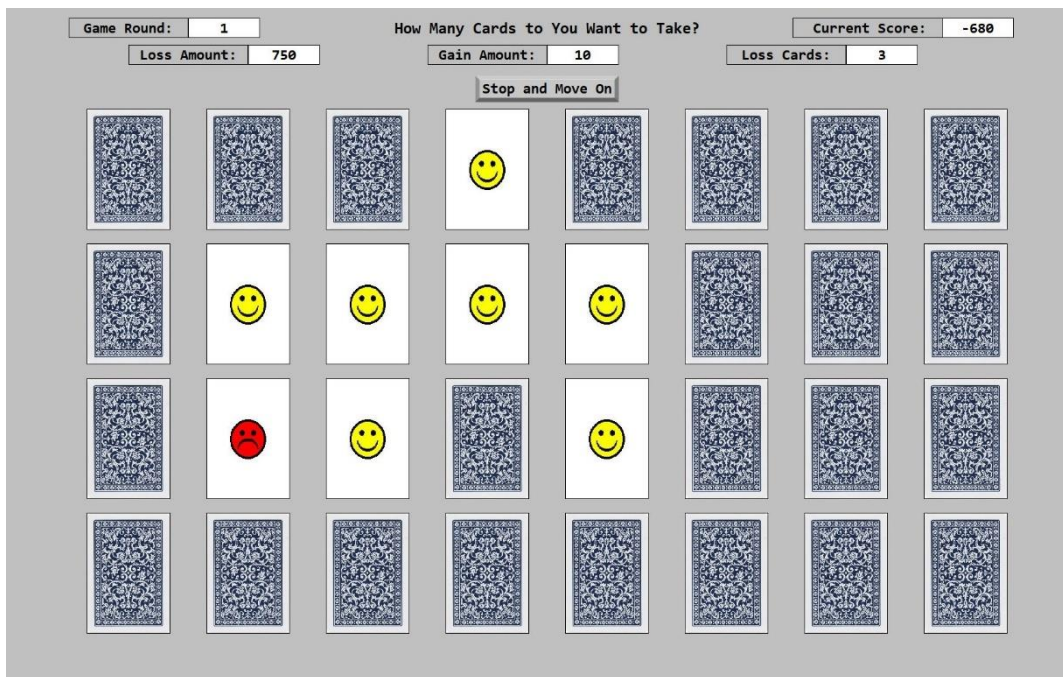 Game Round: 1 How Many Cards to You Want to Take? Current Score: -680
Loss Amount: 750 Gain Amount: 10 Loss Cards: 3
Stop and Move On